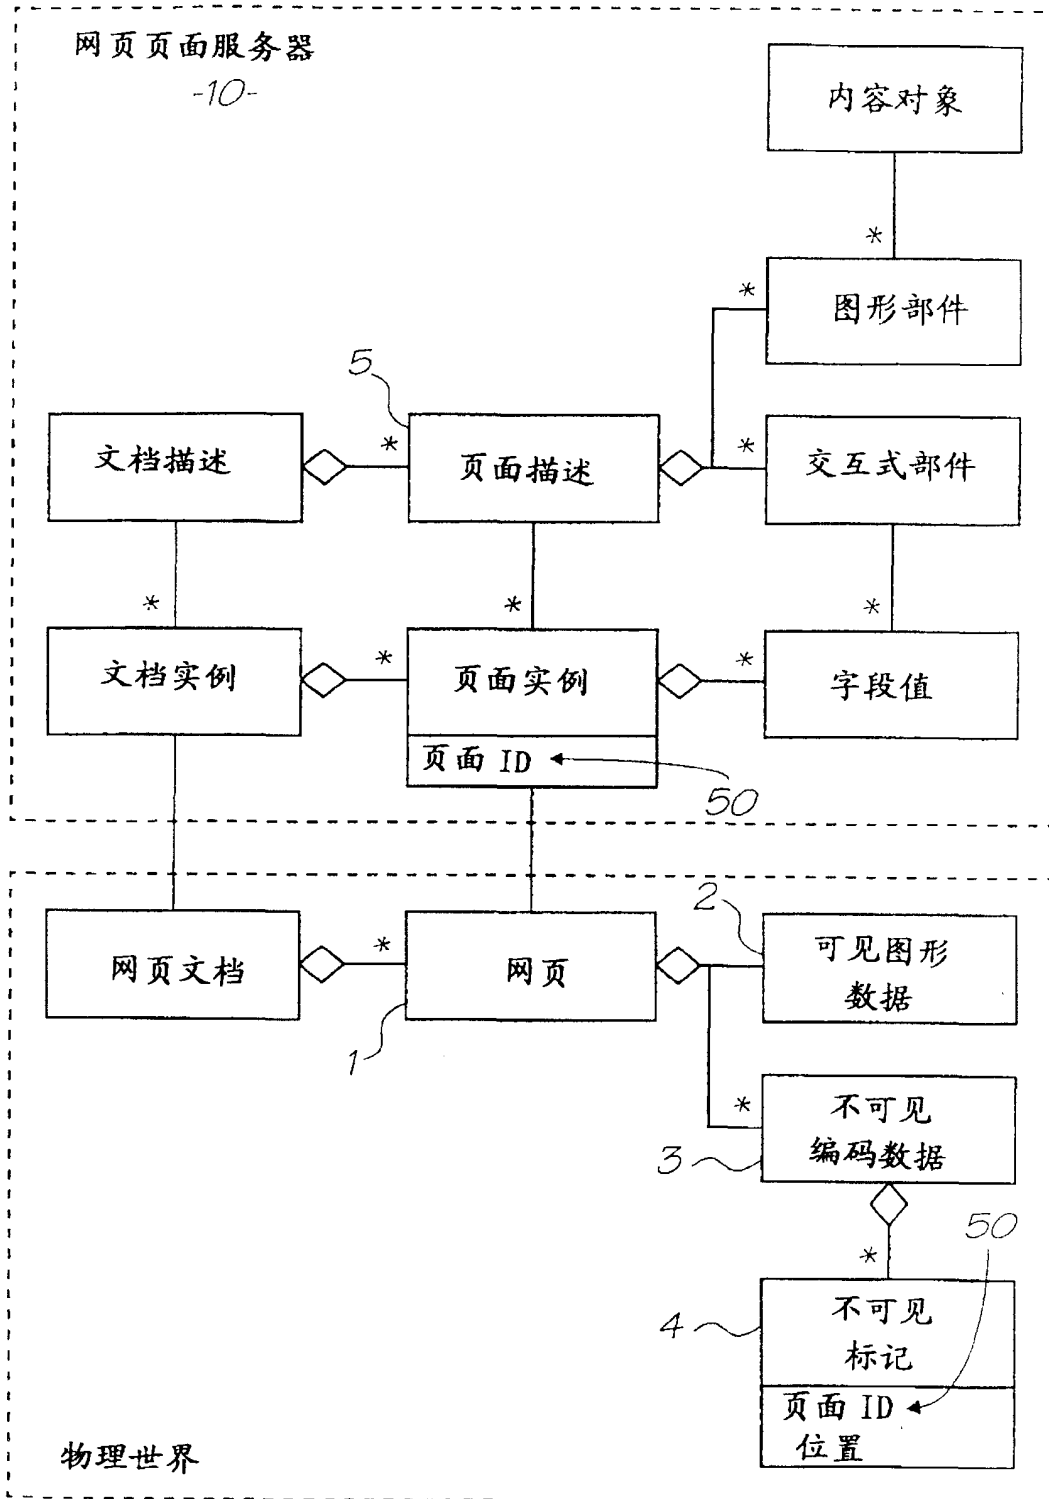 网页页面服务器
-10-
内容对象
*
*
图形部件
5
文档描述
*
页面描述
*
交互式部件
*
*
*
文档实例
*
页面实例
*
字段值
页面 ID
50
2
网页文档
*
网页
可见图形
数据
1
*
不可见
编码数据
3
50
*
4
不可见
标记
页面 ID
位置
物理世界